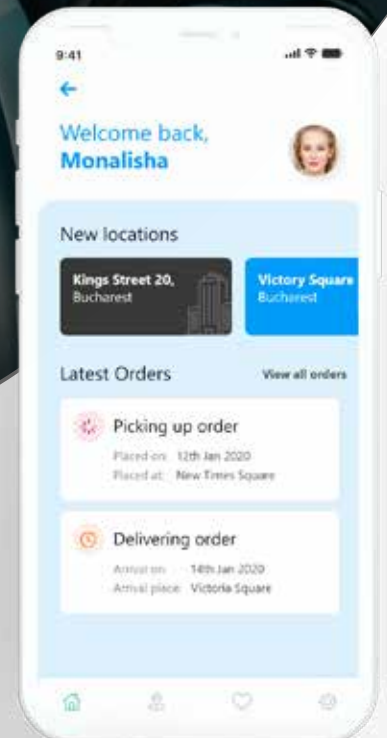 9:41
Welcome back,
Monalisha
New locations
Kings Street 20,
Bucharest
Victory Square
Bucharest
Latest Orders
View all orders
Picking up order
Placed on: 12th Jan 2020
Placed at: New Times Square
Delivering order
Arrival on: 14th Jan 2020
Arrival place: Victoria Square